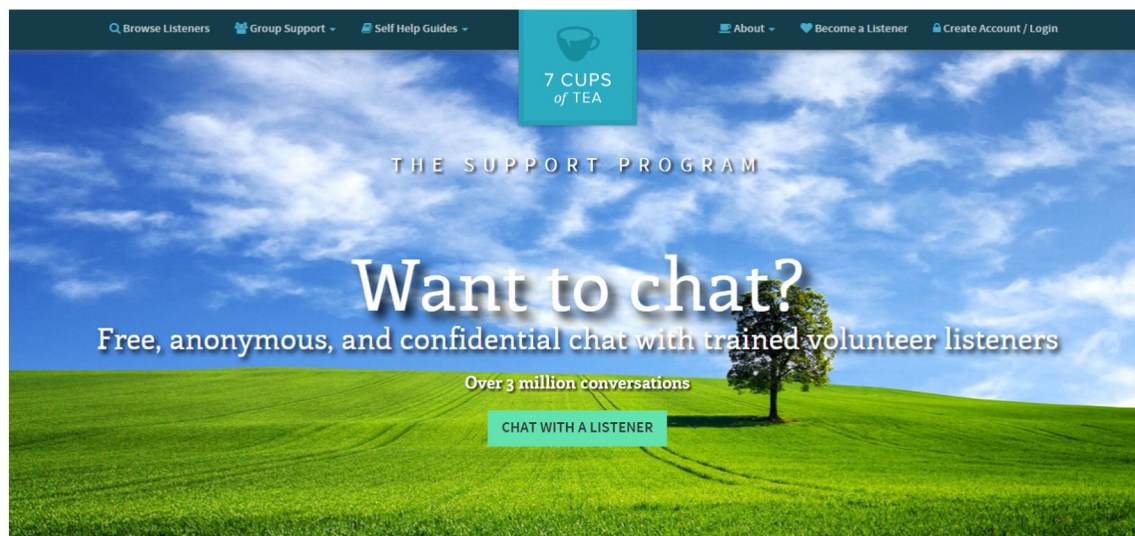 Browse Listeners
Group Support
Self Help Guides
7 CUPS
of TEA
About
Become a Listener
Create Account / Login
THE SUPPORT PROGRAM
Want to chat?
Free, anonymous, and confidential chat with trained volunteer listeners
Over 3 million conversations
CHAT WITH A LISTENER